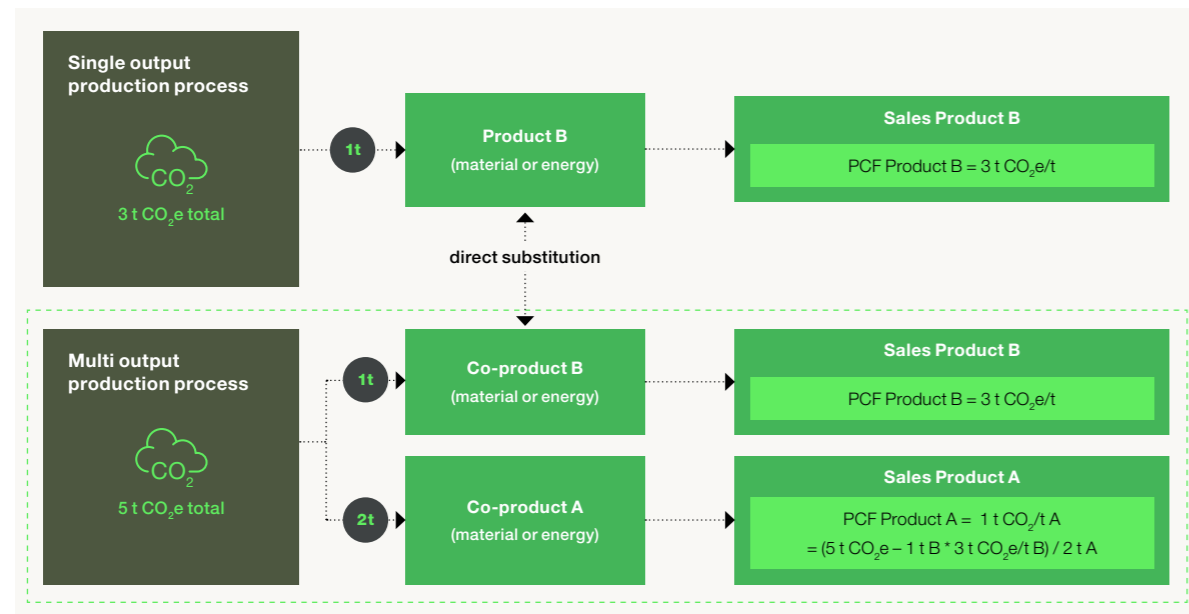 Single output
production process
CO₂
3 t CO₂e total
1t
Product B
(material or energy)
Sales Product B
PCF Product B = 3 t CO₂e/t
direct substitution
Multi output
production process
CO₂
5 t CO₂e total
1t
Co-product B
(material or energy)
Sales Product B
PCF Product B = 3 t CO₂e/t
2t
Co-product A
(material or energy)
Sales Product A
PCF Product A = 1 t CO₂/t A
= (5 t CO₂e – 1 t B * 3 t CO₂e/t B) / 2 t A